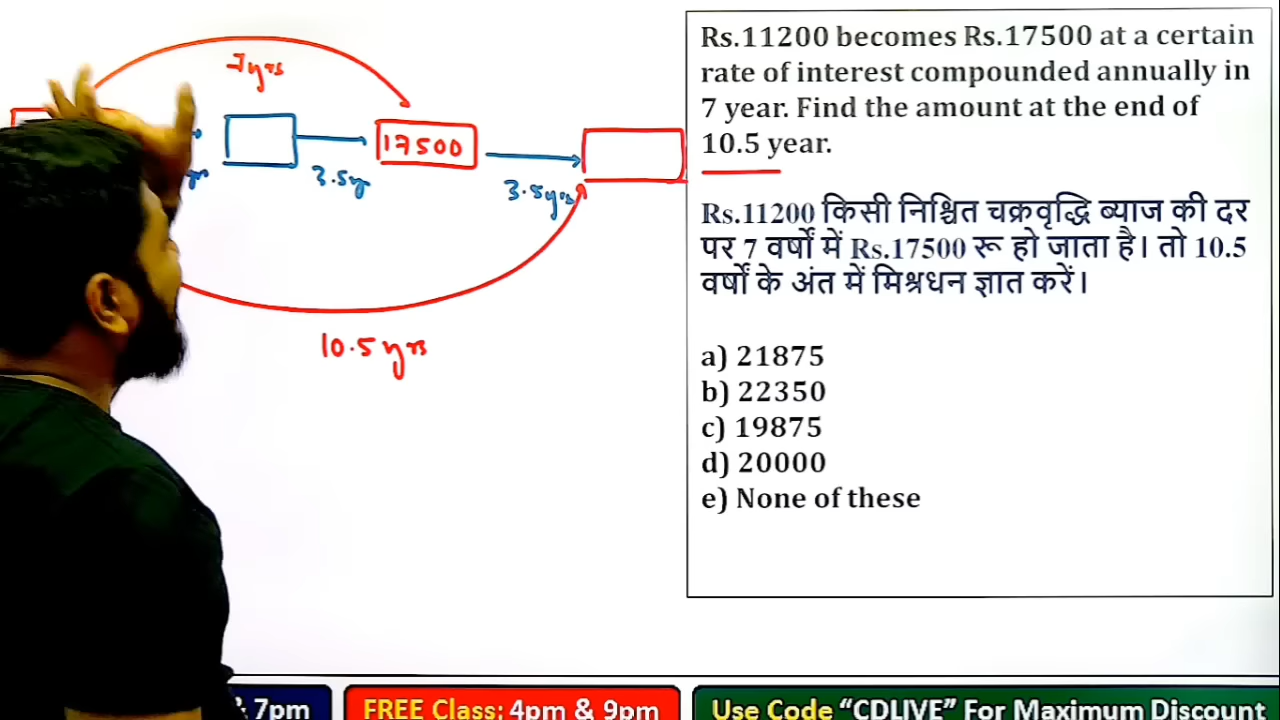 7yrs
17500
3.5y
3.5yrs
10.5 yrs
Rs.11200 becomes Rs.17500 at a certain
rate of interest compounded annually in
7 year. Find the amount at the end of
10.5 year.
Rs.11200 किसी निश्चित चक्रवृद्धि ब्याज की दर
पर 7 वर्षों में Rs.17500 रू हो जाता है। तो 10.5
वर्षों के अंत में मिश्रधन ज्ञात करें।
a) 21875
b) 22350
c) 19875
d) 20000
e) None of these
& 7pm
FREE Class: 4pm & 9pm
Use Code “CDLIVE” For Maximum Discount